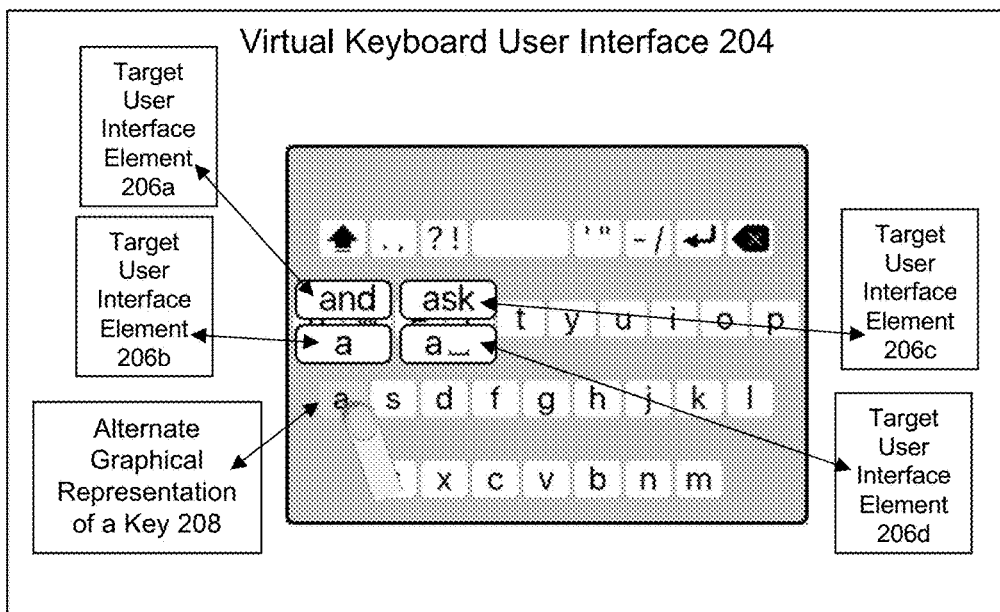 Virtual Keyboard User Interface 204
Target
User
Interface
Element
206a
Target
User
Interface
Element
206b
Alternate
Graphical
Representation
of a Key 208
. ,
? !
' "
- /
and
ask
a
a⎵
t y u i o p
a s d f g h j k l
x c v b n m
Target
User
Interface
Element
206c
Target
User
Interface
Element
206d